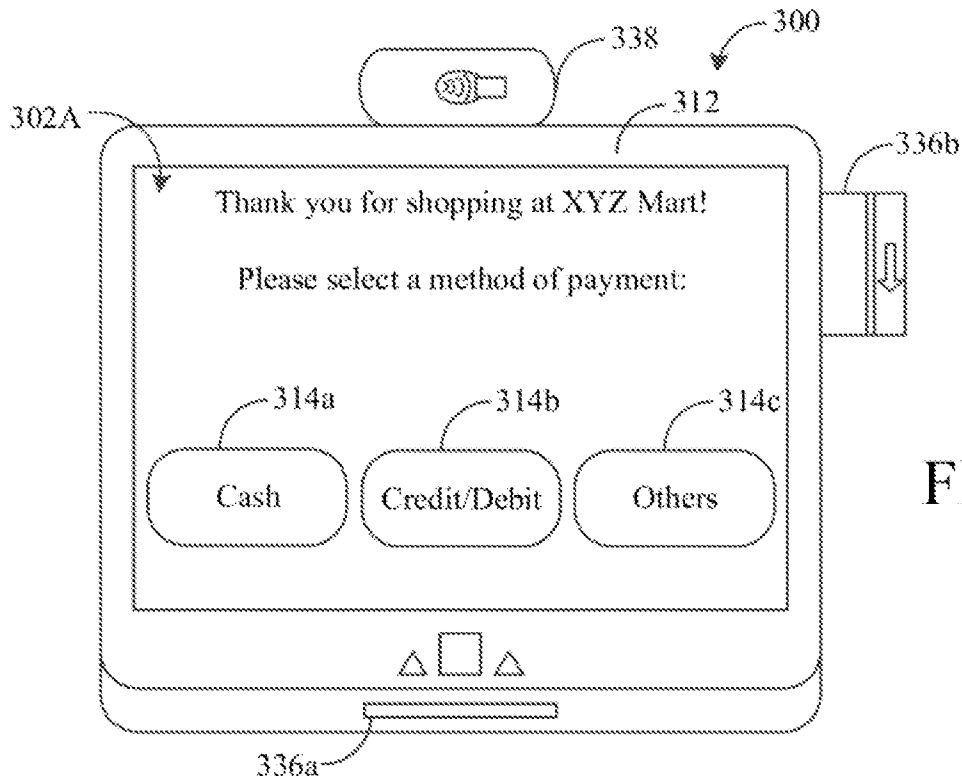 300
338
312
302A
336b
Thank you for shopping at XYZ Mart!
Please select a method of payment:
314a
314b
314c
Cash
Credit/Debit
Others
336a